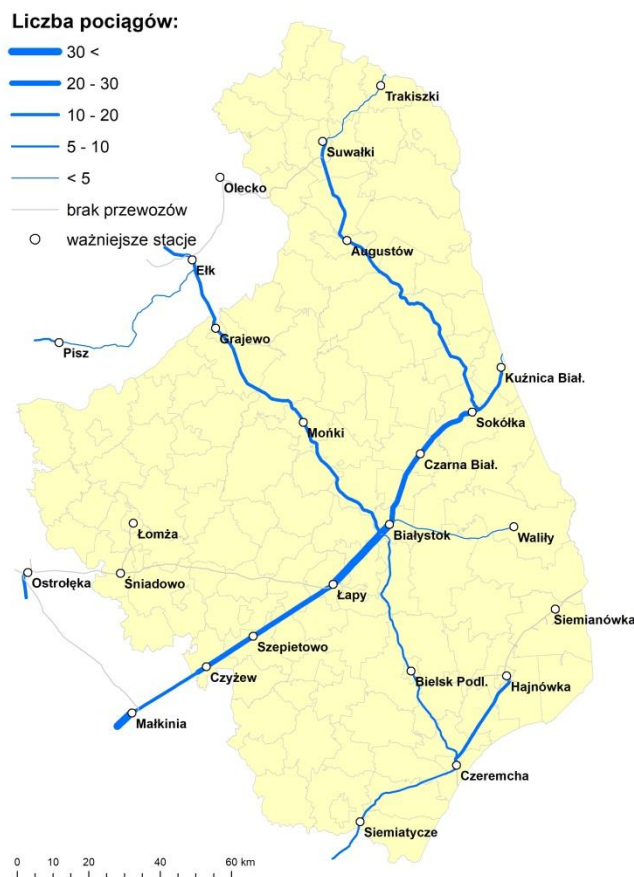 Liczba pociągów:
30 <
20 - 30
10 - 20
5 - 10
< 5
brak przewozów
ważniejsze stacje
Trakiszki
Suwałki
Olecko
Augustów
Ełk
Grajewo
Pisz
Kuźnica Biał.
Sokółka
Mońki
Czarna Biał.
Łomża
Białystok
Waliły
Ostrołęka
Śniadowo
Łapy
Siemianówka
Szepietowo
Czyżew
Bielsk Podl.
Hajnówka
Małkinia
Czeremcha
Siemiatycze
0 10 20 40 60 km